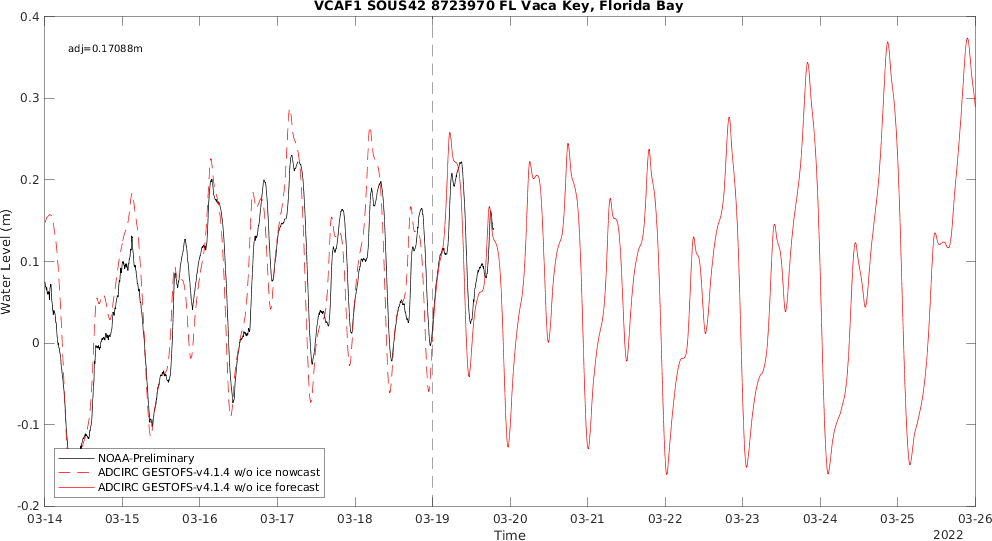 VCAF1 SOUS42 8723970 FL Vaca Key, Florida Bay
adj=0.17088m
0.4
0.3
0.2
0.1
0
-0.1
-0.2
Water Level (m)
NOAA-Preliminary
ADCIRC GESTOFS-v4.1.4 w/o ice nowcast
ADCIRC GESTOFS-v4.1.4 w/o ice forecast
03-14 03-15 03-16 03-17 03-18 03-19 03-20 03-21 03-22 03-23 03-24 03-25 03-26
Time
2022